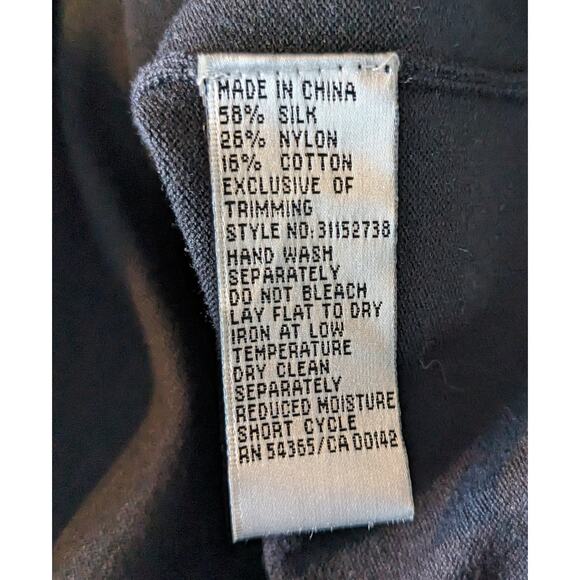 MADE IN CHINA
58% SILK
26% NYLON
16% COTTON
EXCLUSIVE OF
TRIMMING
STYLE NO:31152738
HAND WASH
SEPARATELY
DO NOT BLEACH
LAY FLAT TO DRY
IRON AT LOW
TEMPERATURE
DRY CLEAN
SEPARATELY
REDUCED MOISTURE
SHORT CYCLE
RN 54365/CA 00142